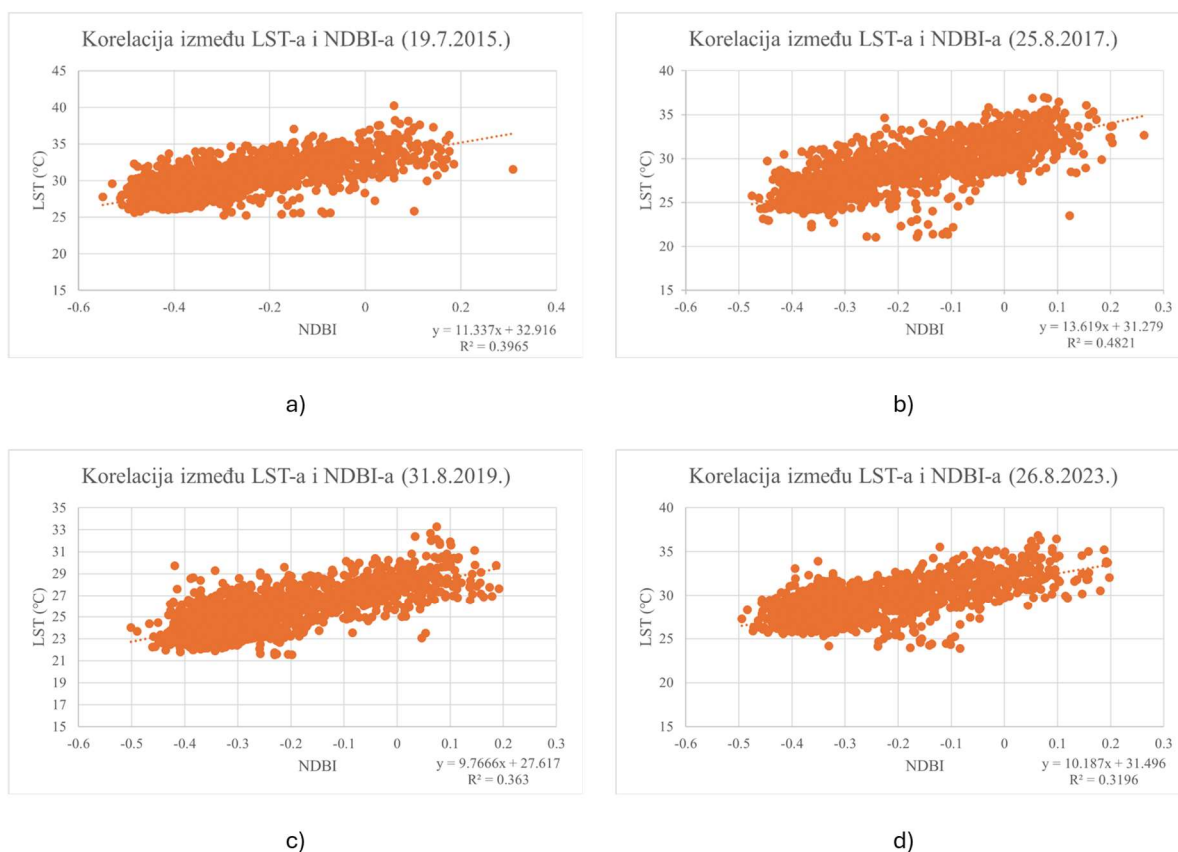 Korelacija između LST-a i NDBI-a (19.7.2015.)
45
40
35
30
25
20
15
LST (°C)
-0.6
-0.4
-0.2
0
0.2
0.4
NDBI
y = 11.337x + 32.916
R² = 0.3965
a)
Korelacija između LST-a i NDBI-a (25.8.2017.)
40
35
30
25
20
15
LST (°C)
-0.6
-0.5
-0.4
-0.3
-0.2
-0.1
0
0.1
0.2
0.3
NDBI
y = 13.619x + 31.279
R² = 0.4821
b)
Korelacija između LST-a i NDBI-a (31.8.2019.)
35
33
31
29
27
25
23
21
19
17
15
LST (°C)
-0.6
-0.5
-0.4
-0.3
-0.2
-0.1
0
0.1
0.2
0.3
NDBI
y = 9.7666x + 27.617
R² = 0.363
c)
Korelacija između LST-a i NDBI-a (26.8.2023.)
40
35
30
25
20
15
LST (°C)
-0.6
-0.5
-0.4
-0.3
-0.2
-0.1
0
0.1
0.2
0.3
NDBI
y = 10.187x + 31.496
R² = 0.3196
d)